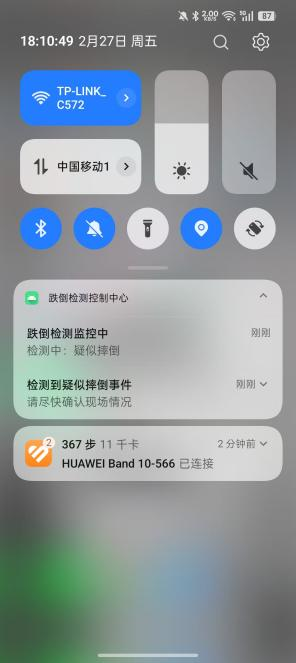 2.00 KB/S 5G 87
18:10:49 2月27日 周五
TP-LINK_
C572
中国移动1
跌倒检测控制中心
跌倒检测监控中 刚刚
检测中：疑似摔倒
检测到疑似摔倒事件 刚刚
请尽快确认现场情况
2 367 步 11 千卡 2 分钟前
HUAWEI Band 10-566 已连接